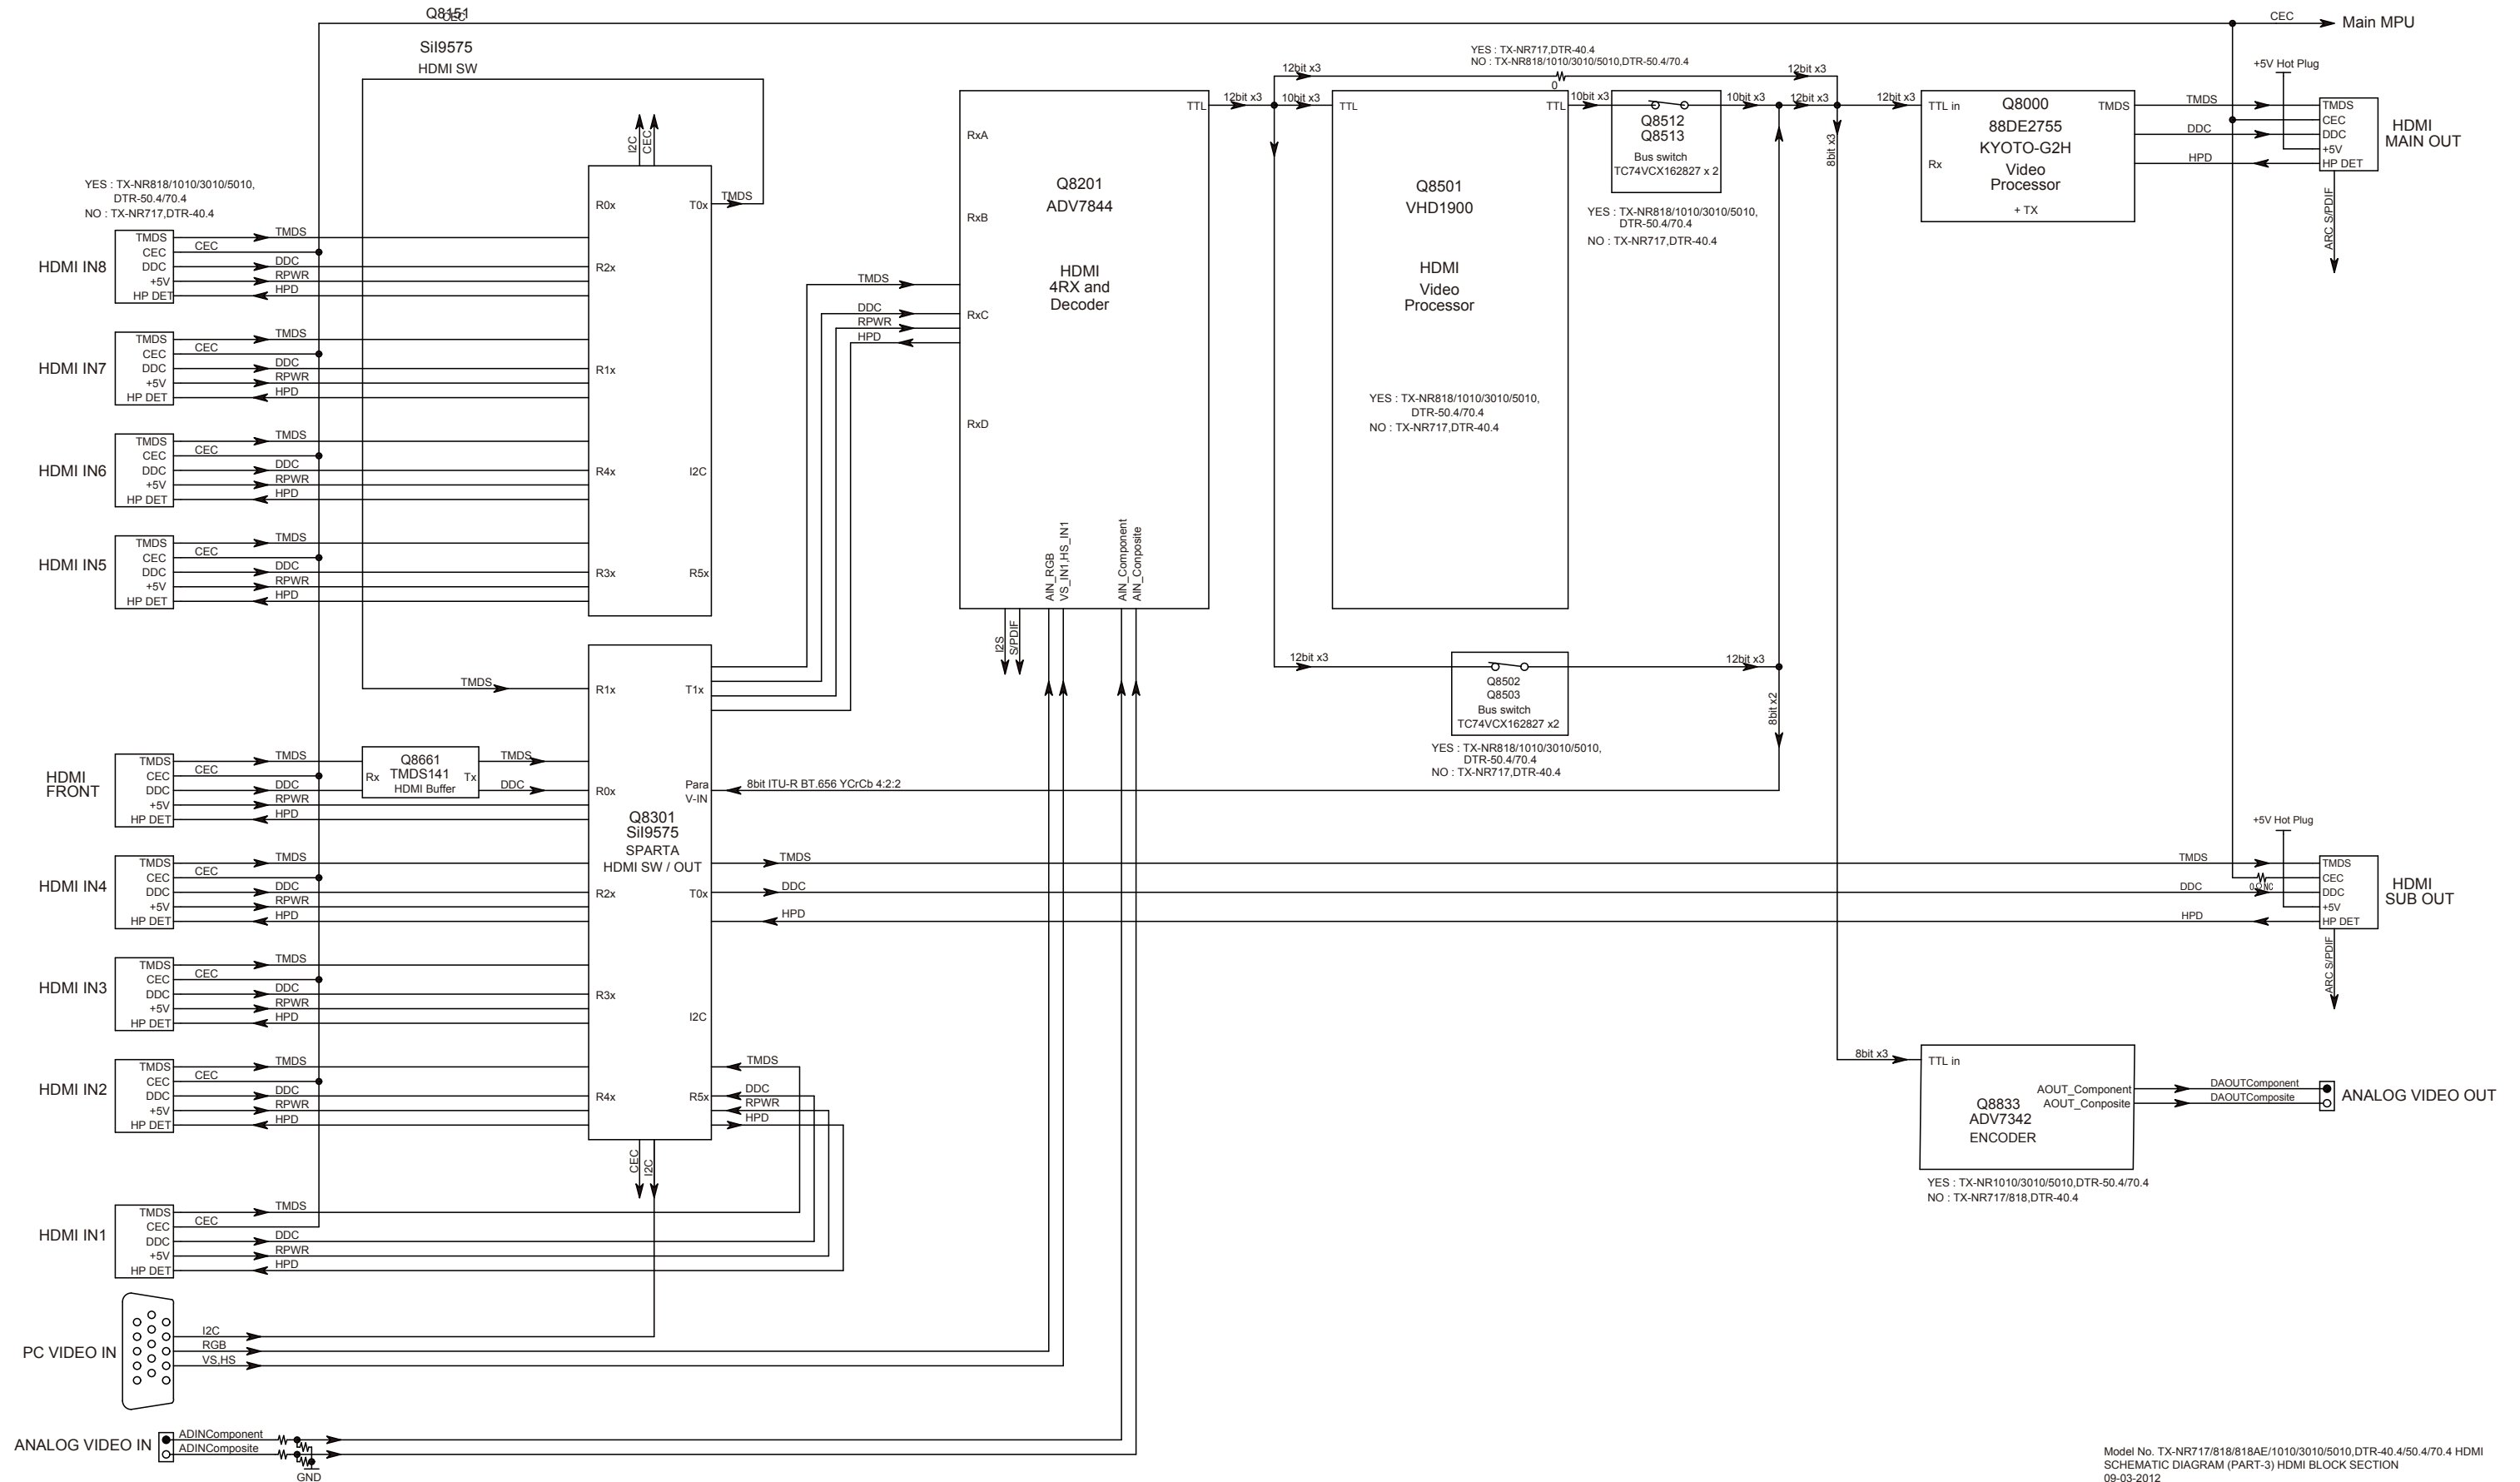 Q8151
CEC
CEC
Main MPU
SiI9575
HDMI SW
YES : TX-NR717,DTR-40.4
NO : TX-NR818/1010/3010/5010,DTR-50.4/70.4
12bit x3
0
12bit x3
+5V Hot Plug
I2C
CEC
R0x
T0x
TMDS
R2x
R1x
R4x
I2C
R3x
R5x
YES : TX-NR818/1010/3010/5010,
DTR-50.4/70.4
NO : TX-NR717,DTR-40.4
HDMI IN8
TMDS
CEC
DDC
+5V
HP DET
TMDS
CEC
DDC
RPWR
HPD
HDMI IN7
TMDS
CEC
DDC
+5V
HP DET
TMDS
CEC
DDC
RPWR
HPD
HDMI IN6
TMDS
CEC
DDC
+5V
HP DET
TMDS
CEC
DDC
RPWR
HPD
HDMI IN5
TMDS
CEC
DDC
+5V
HP DET
TMDS
CEC
DDC
RPWR
HPD
TTL
12bit x3
RxA
RxB
RxC
RxD
Q8201
ADV7844
HDMI
4RX and
Decoder
TMDS
DDC
RPWR
HPD
AIN_RGB
VS_IN1,HS_IN1
AIN_Component
AIN_Conposite
I2S
S/PDIF
10bit x3
TTL
TTL
Q8501
VHD1900
HDMI
Video
Processor
YES : TX-NR818/1010/3010/5010,
DTR-50.4/70.4
NO : TX-NR717,DTR-40.4
10bit x3
Q8512
Q8513
Bus switch
TC74VCX162827 x 2
YES : TX-NR818/1010/3010/5010,
DTR-50.4/70.4
NO : TX-NR717,DTR-40.4
10bit x3
12bit x3
8bit x3
12bit x3
TTL in
Rx
Q8000
88DE2755
KYOTO-G2H
Video
Processor
+ TX
TMDS
TMDS
DDC
HPD
TMDS
CEC
DDC
+5V
HP DET
HDMI
MAIN OUT
ARC S/PDIF
12bit x3
Q8502
Q8503
Bus switch
TC74VCX162827 x2
12bit x3
YES : TX-NR818/1010/3010/5010,
DTR-50.4/70.4
NO : TX-NR717,DTR-40.4
8bit x2
TMDS
R1x
T1x
HDMI
FRONT
TMDS
CEC
DDC
+5V
HP DET
TMDS
CEC
DDC
RPWR
HPD
Q8661
Rx
TMDS141
Tx
HDMI Buffer
TMDS
DDC
R0x
Para
V-IN
8bit ITU-R BT.656 YCrCb 4:2:2
Q8301
SiI9575
SPARTA
HDMI SW / OUT
R2x
T0x
R3x
I2C
R4x
R5x
TMDS
DDC
HPD
TMDS
DDC
HPD
+5V Hot Plug
0Ω NC
TMDS
CEC
DDC
+5V
HP DET
HDMI
SUB OUT
ARC S/PDIF
HDMI IN4
TMDS
CEC
DDC
+5V
HP DET
TMDS
CEC
DDC
RPWR
HPD
HDMI IN3
TMDS
CEC
DDC
+5V
HP DET
TMDS
CEC
DDC
RPWR
HPD
HDMI IN2
TMDS
CEC
DDC
+5V
HP DET
TMDS
CEC
DDC
RPWR
HPD
TMDS
DDC
RPWR
HPD
CEC
I2C
8bit x3
TTL in
AOUT_Component
AOUT_Conposite
Q8833
ADV7342
ENCODER
DAOUTComponent
DAOUTComposite
ANALOG VIDEO OUT
YES : TX-NR1010/3010/5010,DTR-50.4/70.4
NO : TX-NR717/818,DTR-40.4
HDMI IN1
TMDS
CEC
DDC
+5V
HP DET
TMDS
CEC
DDC
RPWR
HPD
PC VIDEO IN
I2C
RGB
VS,HS
ANALOG VIDEO IN
ADINComponent
ADINComposite
GND
Model No. TX-NR717/818/818AE/1010/3010/5010,DTR-40.4/50.4/70.4 HDMI
SCHEMATIC DIAGRAM (PART-3) HDMI BLOCK SECTION
09-03-2012